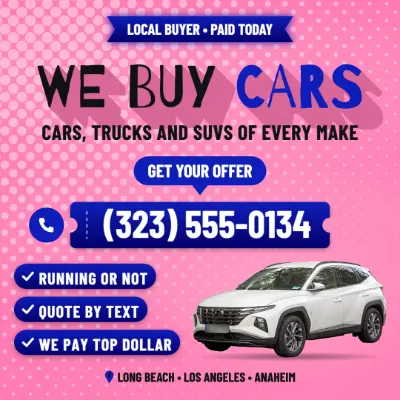 LOCAL BUYER • PAID TODAY
WE BUY CARS
CARS, TRUCKS AND SUVS OF EVERY MAKE
GET YOUR OFFER
(323) 555-0134
RUNNING OR NOT
QUOTE BY TEXT
WE PAY TOP DOLLAR
LONG BEACH • LOS ANGELES • ANAHEIM